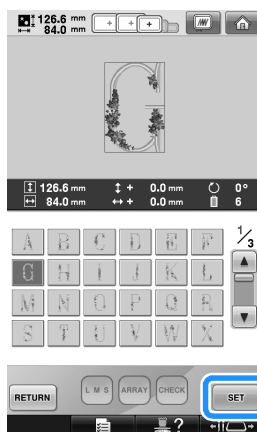 126.6 mm
84.0 mm
+ + +
126.6 mm + 0.0 mm 0°
84.0 mm + 0.0 mm 6
A B C D E F 1/3
G H I J K L
M N O P Q R
S T U V W X
RETURN L M S ARRAY CHECK SET
?